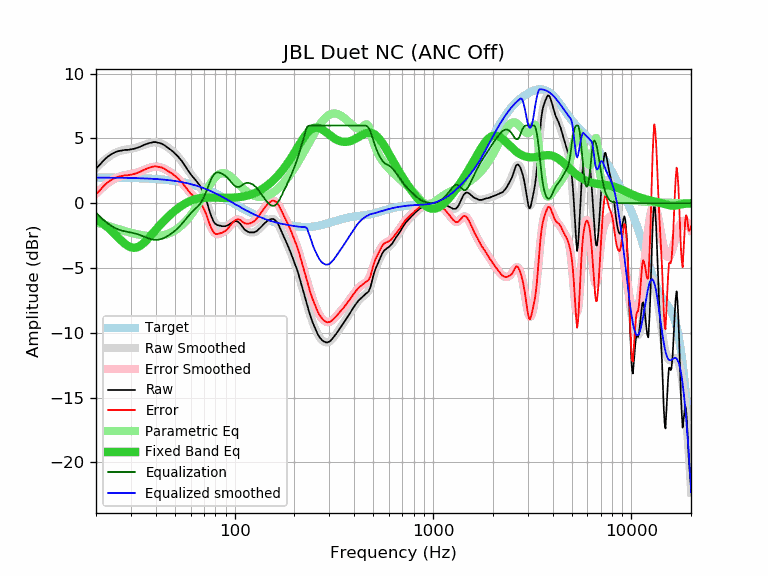 JBL Duet NC (ANC Off)
10
5
0
−5
−10
−15
−20
Amplitude (dBr)
Target
Raw Smoothed
Error Smoothed
Raw
Error
Parametric Eq
Fixed Band Eq
Equalization
Equalized smoothed
100
1000
10000
Frequency (Hz)